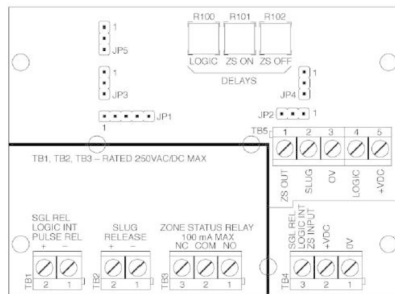 R100 R101 R102
1
JP5
LOGIC ZS ON ZS OFF
DELAYS
1
JP3
1
JP4
JP1
1
JP2
1
TB5
1 2 3 4 5
ZS OUT
SLUG
0V
LOGIC
+VDC
TB1, TB2, TB3 – RATED 250VAC/DC MAX
SGL REL
LOGIC INT
PULSE REL
+ –
TB1
2 1
SLUG
RELEASE
+ –
TB2
2 1
ZONE STATUS RELAY
100 mA MAX
NC COM NO
TB3
3 2 1
SGL REL
LOGIC INT
ZS INPUT
+VDC
0V
TB4
3 2 1